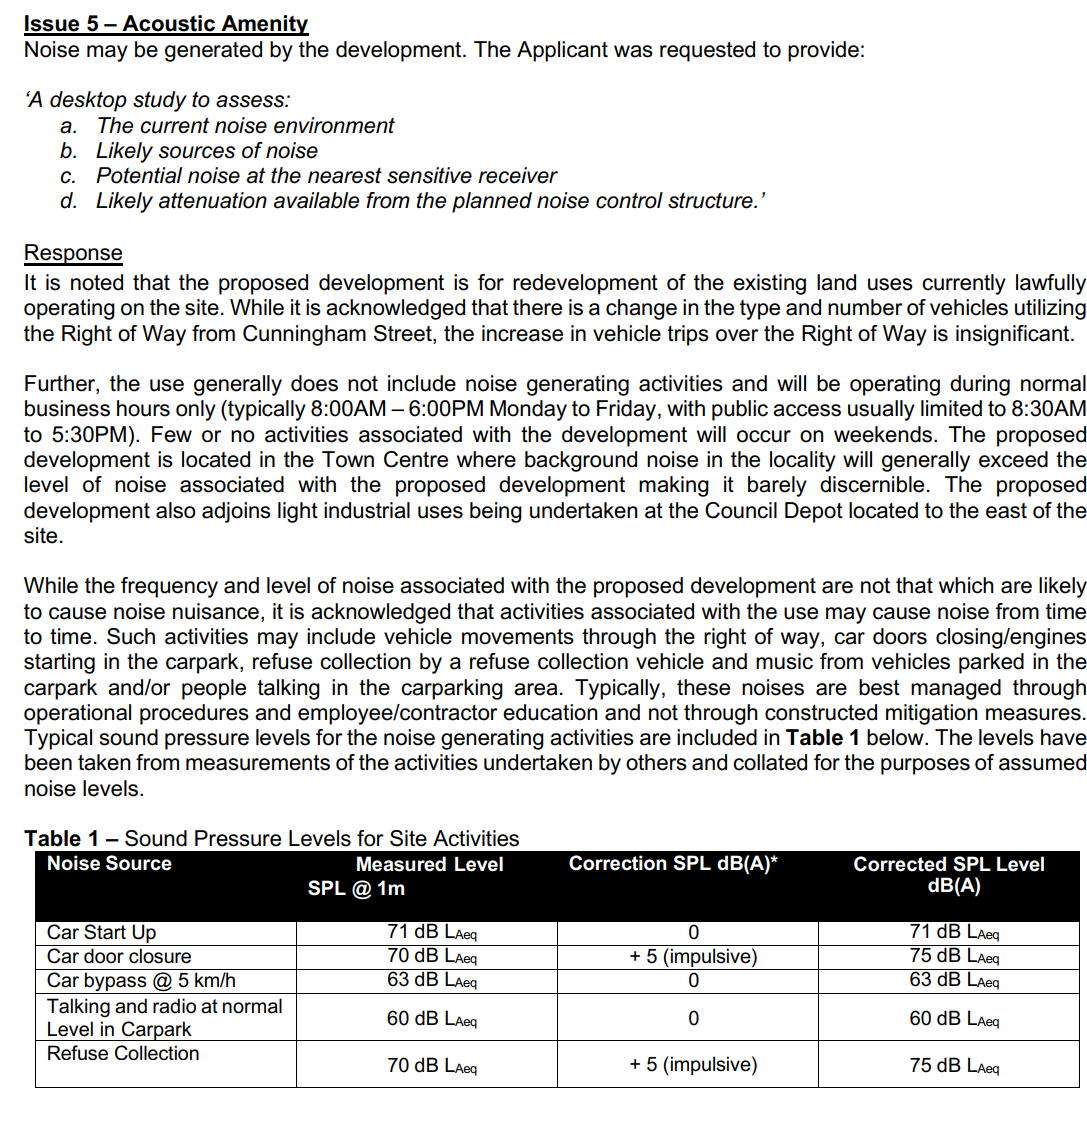 Issue 5 – Acoustic Amenity
Noise may be generated by the development. The Applicant was requested to provide:
‘A desktop study to assess:
a. The current noise environment
b. Likely sources of noise
c. Potential noise at the nearest sensitive receiver
d. Likely attenuation available from the planned noise control structure.’
Response
It is noted that the proposed development is for redevelopment of the existing land uses currently lawfully
operating on the site. While it is acknowledged that there is a change in the type and number of vehicles utilizing
the Right of Way from Cunningham Street, the increase in vehicle trips over the Right of Way is insignificant.
Further, the use generally does not include noise generating activities and will be operating during normal
business hours only (typically 8:00AM – 6:00PM Monday to Friday, with public access usually limited to 8:30AM
to 5:30PM). Few or no activities associated with the development will occur on weekends. The proposed
development is located in the Town Centre where background noise in the locality will generally exceed the
level of noise associated with the proposed development making it barely discernible. The proposed
development also adjoins light industrial uses being undertaken at the Council Depot located to the east of the
site.
While the frequency and level of noise associated with the proposed development are not that which are likely
to cause noise nuisance, it is acknowledged that activities associated with the use may cause noise from time
to time. Such activities may include vehicle movements through the right of way, car doors closing/engines
starting in the carpark, refuse collection by a refuse collection vehicle and music from vehicles parked in the
carpark and/or people talking in the carparking area. Typically, these noises are best managed through
operational procedures and employee/contractor education and not through constructed mitigation measures.
Typical sound pressure levels for the noise generating activities are included in Table 1 below. The levels have
been taken from measurements of the activities undertaken by others and collated for the purposes of assumed
noise levels.
Table 1 – Sound Pressure Levels for Site Activities
Noise Source Measured Level Correction SPL dB(A)* Corrected SPL Level
SPL @ 1m dB(A)
Car Start Up 71 dB LAeq 0 71 dB LAeq
Car door closure 70 dB LAeq + 5 (impulsive) 75 dB LAeq
Car bypass @ 5 km/h 63 dB LAeq 0 63 dB LAeq
Talking and radio at normal
Level in Carpark 60 dB LAeq 0 60 dB LAeq
Refuse Collection 70 dB LAeq + 5 (impulsive) 75 dB LAeq